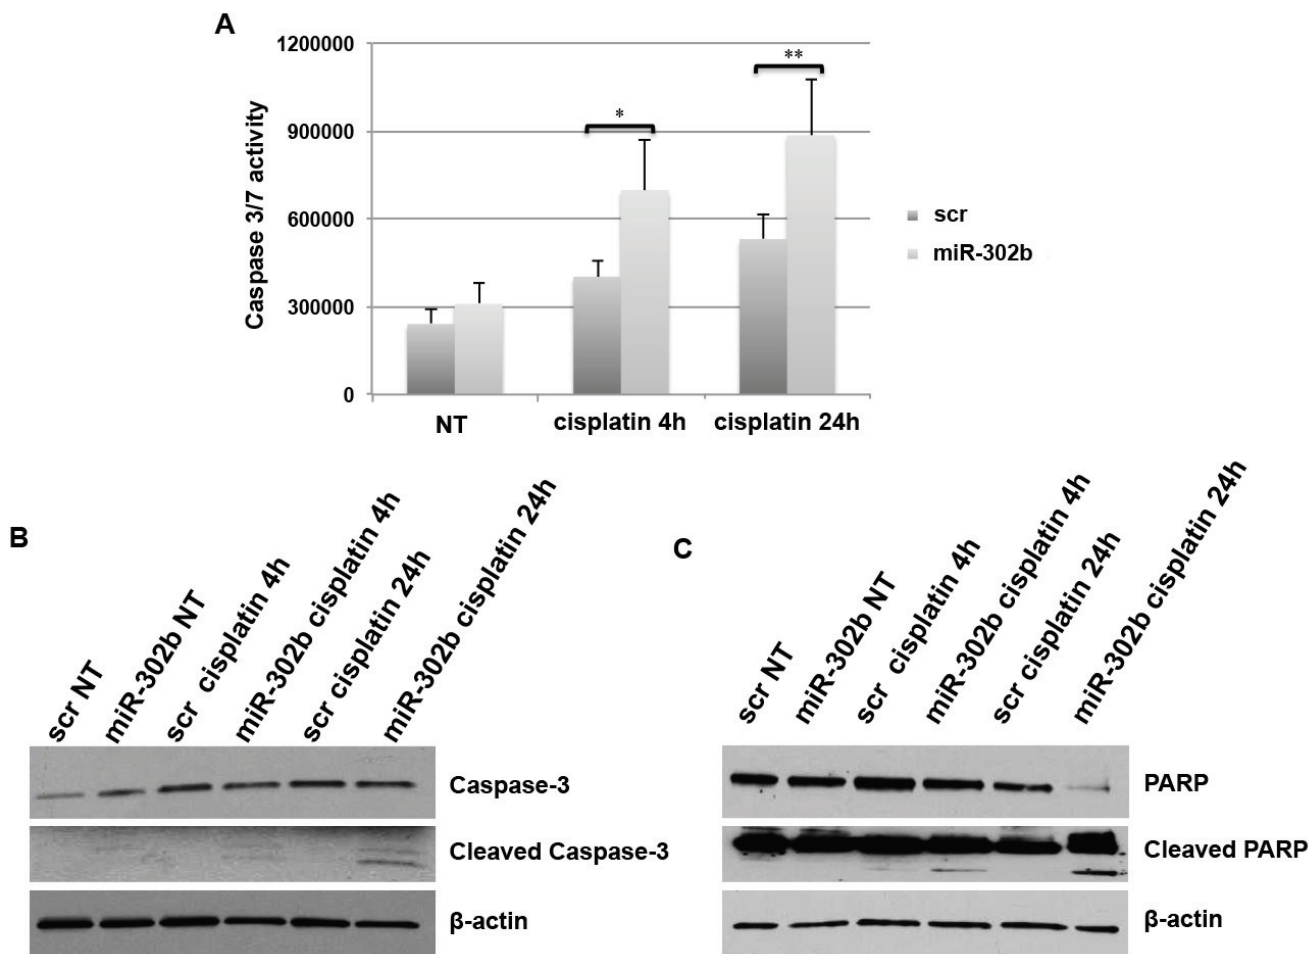 A
1200000
900000
600000
300000
0
Caspase 3/7 activity
*
**
NT
cisplatin 4h
cisplatin 24h
scr
miR-302b
B
scr NT
miR-302b NT
scr cisplatin 4h
miR-302b cisplatin 4h
scr cisplatin 24h
miR-302b cisplatin 24h
Caspase-3
Cleaved Caspase-3
β-actin
C
scr NT
miR-302b NT
scr cisplatin 4h
miR-302b cisplatin 4h
scr cisplatin 24h
miR-302b cisplatin 24h
PARP
Cleaved PARP
β-actin